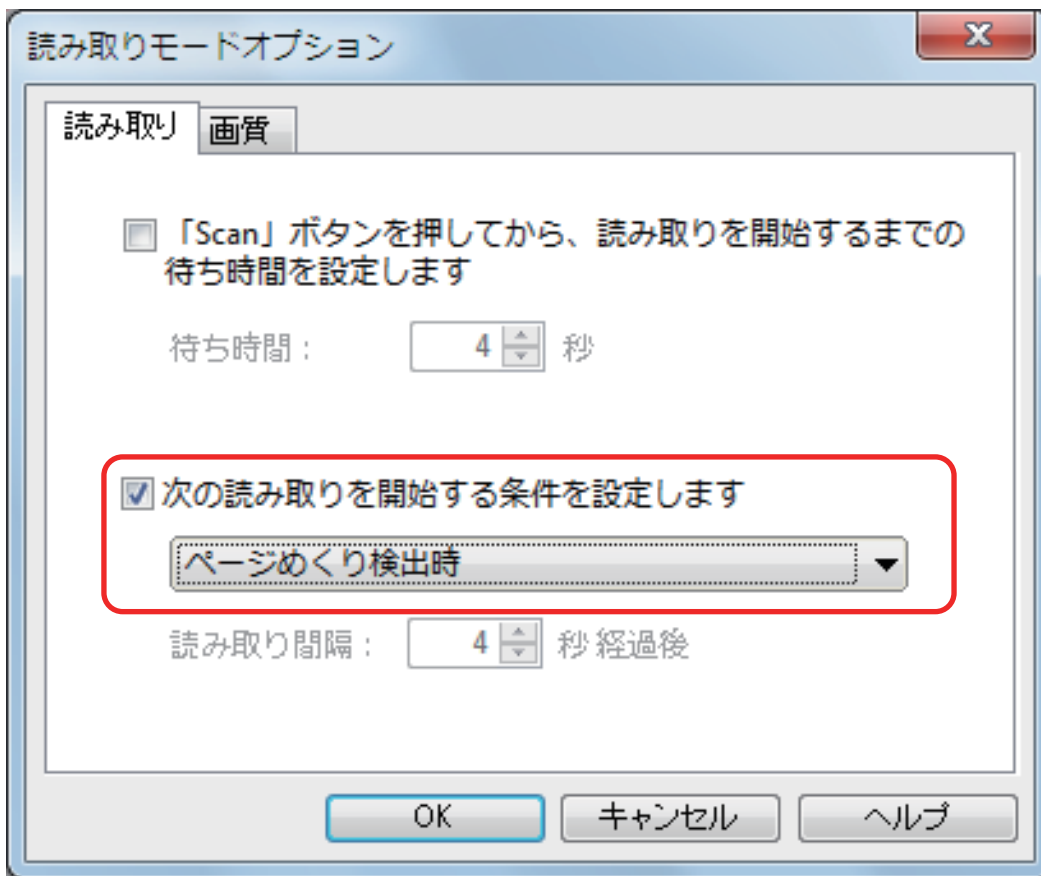 読み取りモードオプション
読み取り 画質
「Scan」ボタンを押してから、読み取りを開始するまでの
待ち時間を設定します
待ち時間: 4 秒
次の読み取りを開始する条件を設定します
ページめくり検出時
読み取り間隔: 4 秒経過後
OK キャンセル ヘルプ